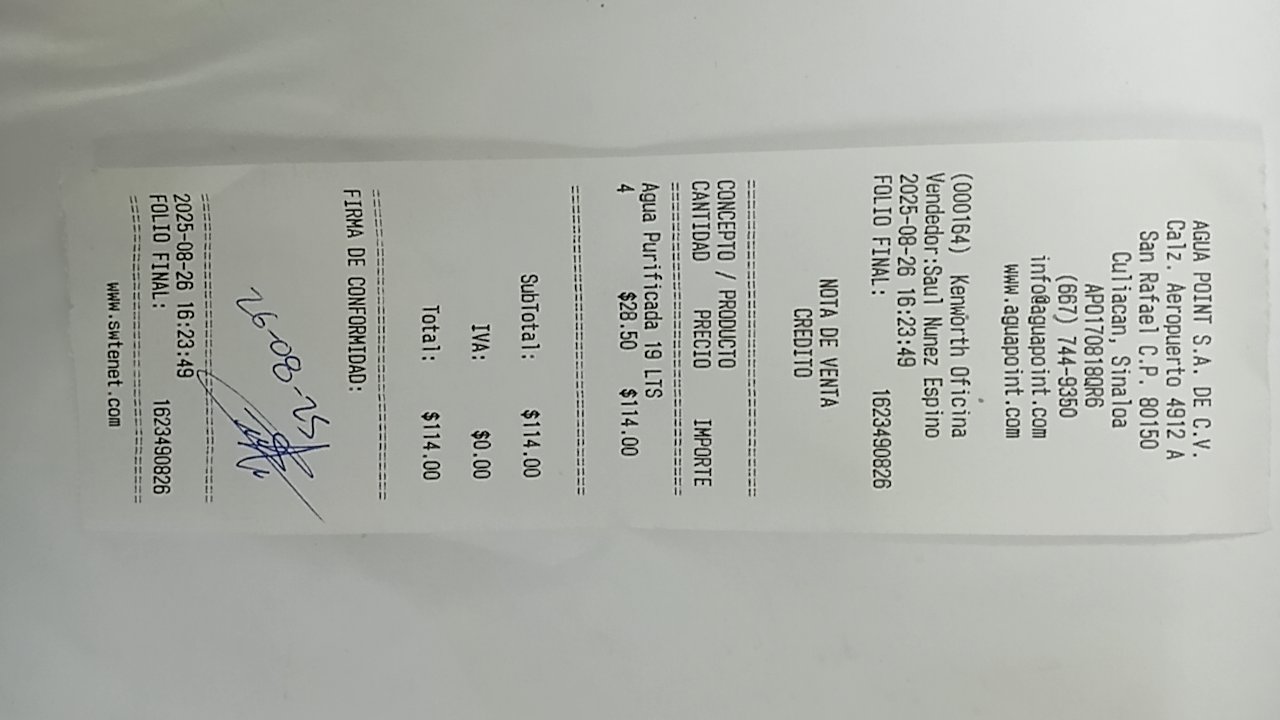 AGUA POINT S.A. DE C.V.
Calz. Aeropuerto 4912 A
San Rafael C.P. 80150
Culiacan, Sinaloa
APO170818QR6
(667) 744-9350
info@aguapoint.com
www.aguapoint.com
NOTA DE VENTA
CREDITO
(000164) Kenworth Oficina
Vendedor:Saul Nunez Espino
2025-08-26 16:23:49
FOLIO FINAL: 1623490826
==============================
CONCEPTO / PRODUCTO
CANTIDAD PRECIO IMPORTE
==============================
Agua Purificada 19 LTS
4 $28.50 $114.00
==============================
SubTotal: $114.00
IVA: $0.00
Total: $114.00
==============================
FIRMA DE CONFORMIDAD:
26-08-25
==============================
2025-08-26 16:23:49
FOLIO FINAL: 1623490826
==============================
www.swtenet.com